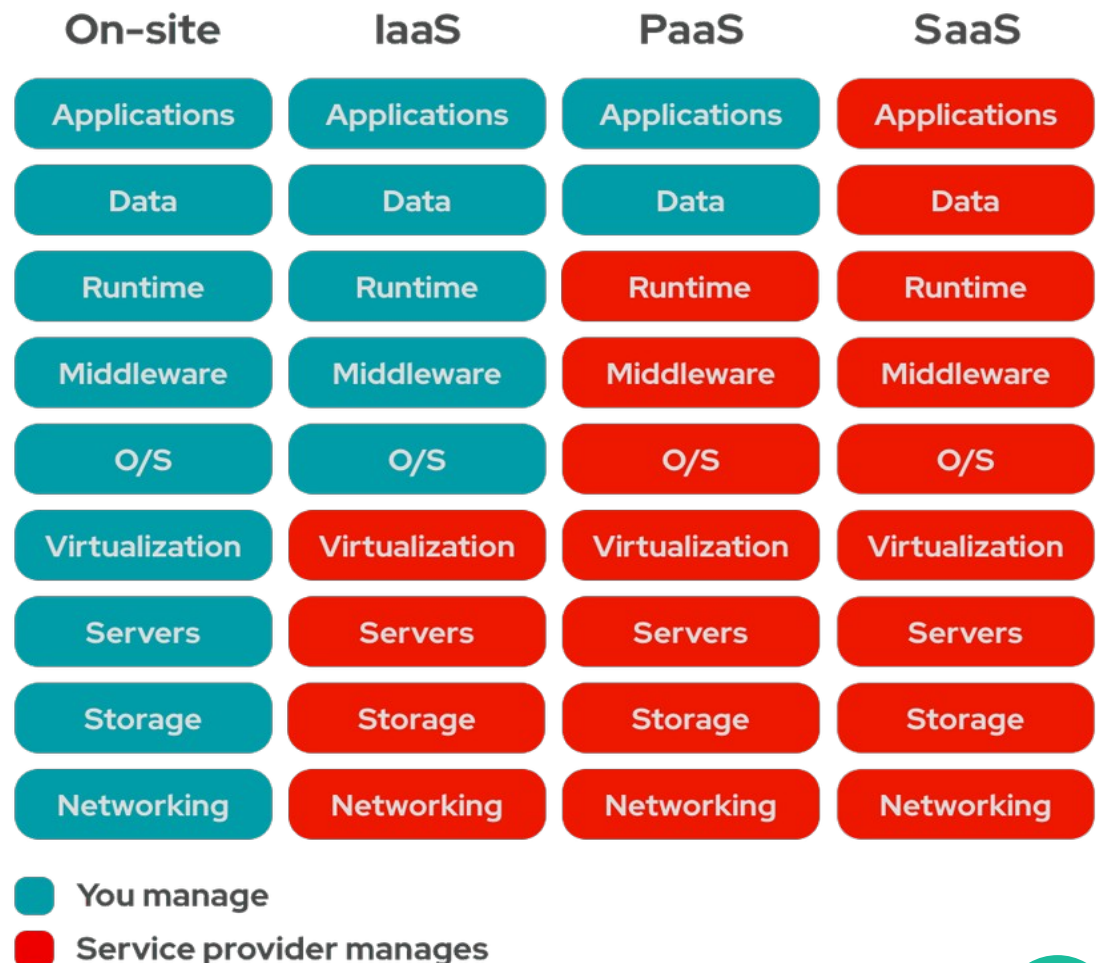 On-site IaaS PaaS SaaS
Applications Applications Applications Applications
Data Data Data Data
Runtime Runtime Runtime Runtime
Middleware Middleware Middleware Middleware
O/S O/S O/S O/S
Virtualization Virtualization Virtualization Virtualization
Servers Servers Servers Servers
Storage Storage Storage Storage
Networking Networking Networking Networking
You manage
Service provider manages